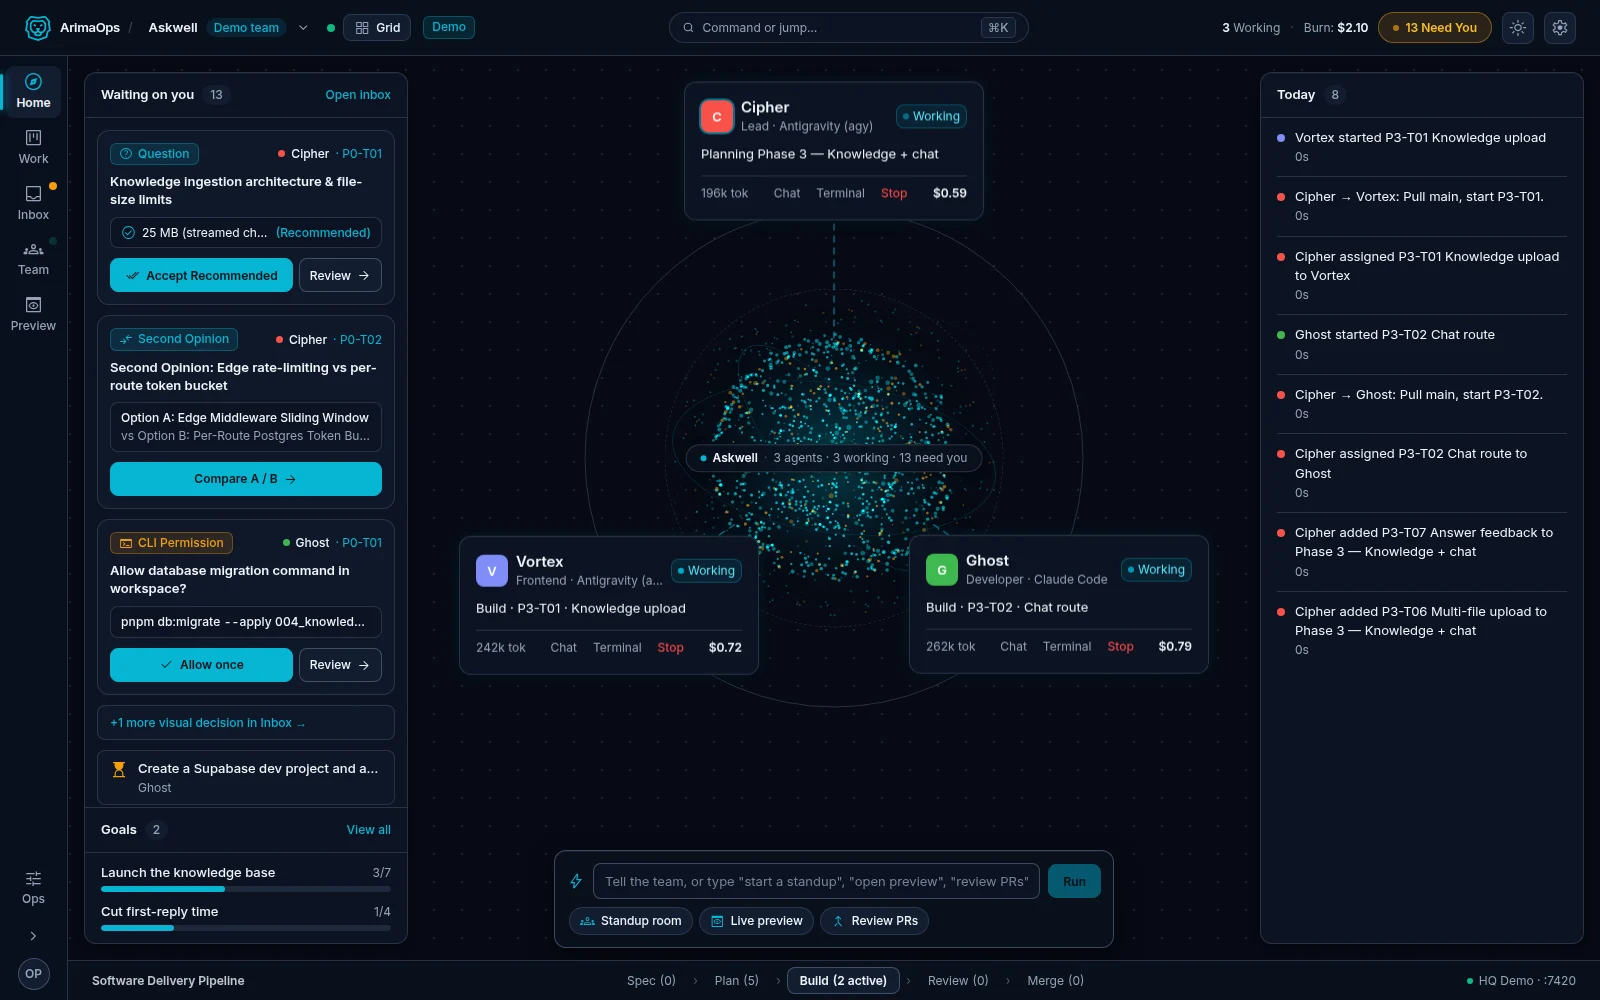 ArimaOps / Askwell Demo team
Grid
Demo
Command or jump... ⌘K
3 Working · Burn: $2.10
13 Need You
Home
Work
Inbox
Team
Preview
Ops
OP
Waiting on you 13 Open inbox
Question Cipher · P0-T01
Knowledge ingestion architecture & file-
size limits
25 MB (streamed ch... (Recommended)
Accept Recommended Review →
Second Opinion Cipher · P0-T02
Second Opinion: Edge rate-limiting vs per-
route token bucket
Option A: Edge Middleware Sliding Window
vs Option B: Per-Route Postgres Token Bu...
Compare A / B →
CLI Permission Ghost · P0-T01
Allow database migration command in
workspace?
pnpm db:migrate --apply 004_knowled...
Allow once Review →
+1 more visual decision in Inbox →
Create a Supabase dev project and a...
Ghost
Goals 2 View all
Launch the knowledge base 3/7
Cut first-reply time 1/4
C Cipher Working
Lead · Antigravity (agy)
Planning Phase 3 — Knowledge + chat
196k tok Chat Terminal Stop $0.59
Askwell · 3 agents · 3 working · 13 need you
V Vortex Working
Frontend · Antigravity (a...
Build · P3-T01 · Knowledge upload
242k tok Chat Terminal Stop $0.72
G Ghost Working
Developer · Claude Code
Build · P3-T02 · Chat route
262k tok Chat Terminal Stop $0.79
Tell the team, or type "start a standup", "open preview", "review PRs" Run
Standup room Live preview Review PRs
Today 8
Vortex started P3-T01 Knowledge upload
0s
Cipher → Vortex: Pull main, start P3-T01.
0s
Cipher assigned P3-T01 Knowledge upload
to Vortex
0s
Ghost started P3-T02 Chat route
0s
Cipher → Ghost: Pull main, start P3-T02.
0s
Cipher assigned P3-T02 Chat route to
Ghost
0s
Cipher added P3-T07 Answer feedback to
Phase 3 — Knowledge + chat
0s
Cipher added P3-T06 Multi-file upload to
Phase 3 — Knowledge + chat
0s
Software Delivery Pipeline
Spec (0) › Plan (5) › Build (2 active) › Review (0) › Merge (0)
HQ Demo · :7420